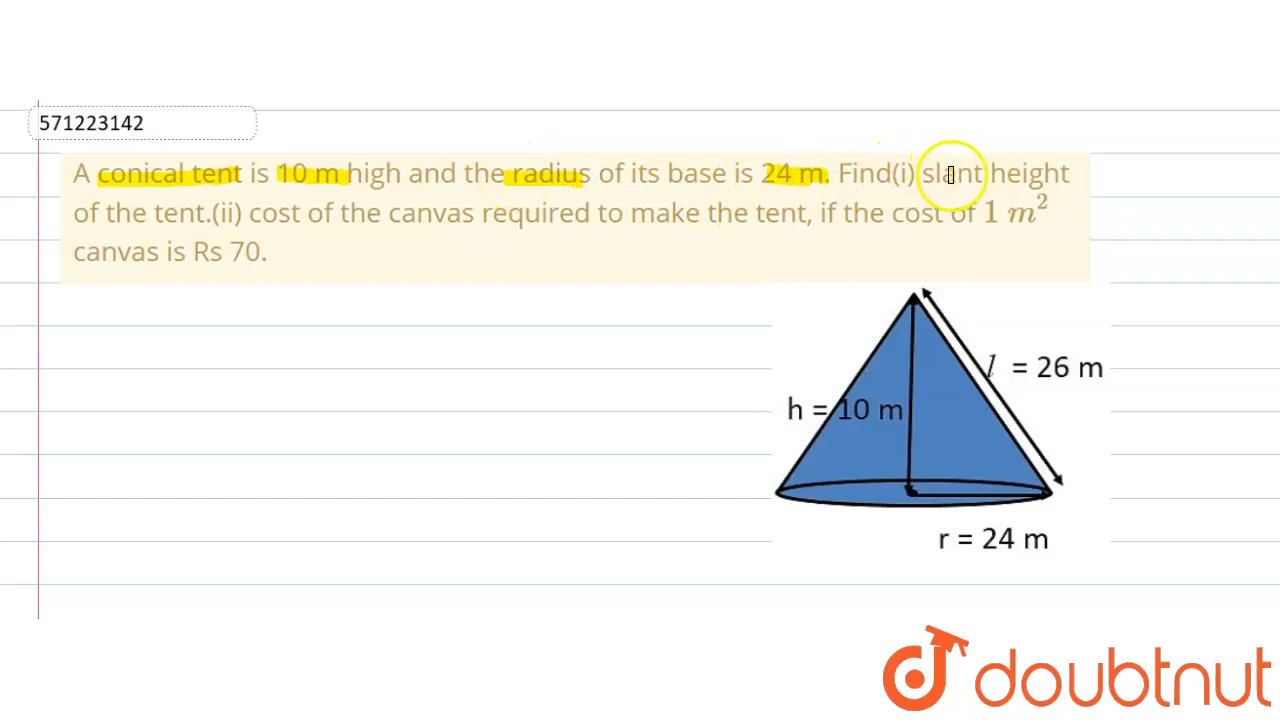 571223142
A conical tent is 10 m high and the radius of its base is 24 m. Find(i) slant height
of the tent.(ii) cost of the canvas required to make the tent, if the cost of 1 m²
canvas is Rs 70.
l = 26 m
h = 10 m
r = 24 m
doubtnut